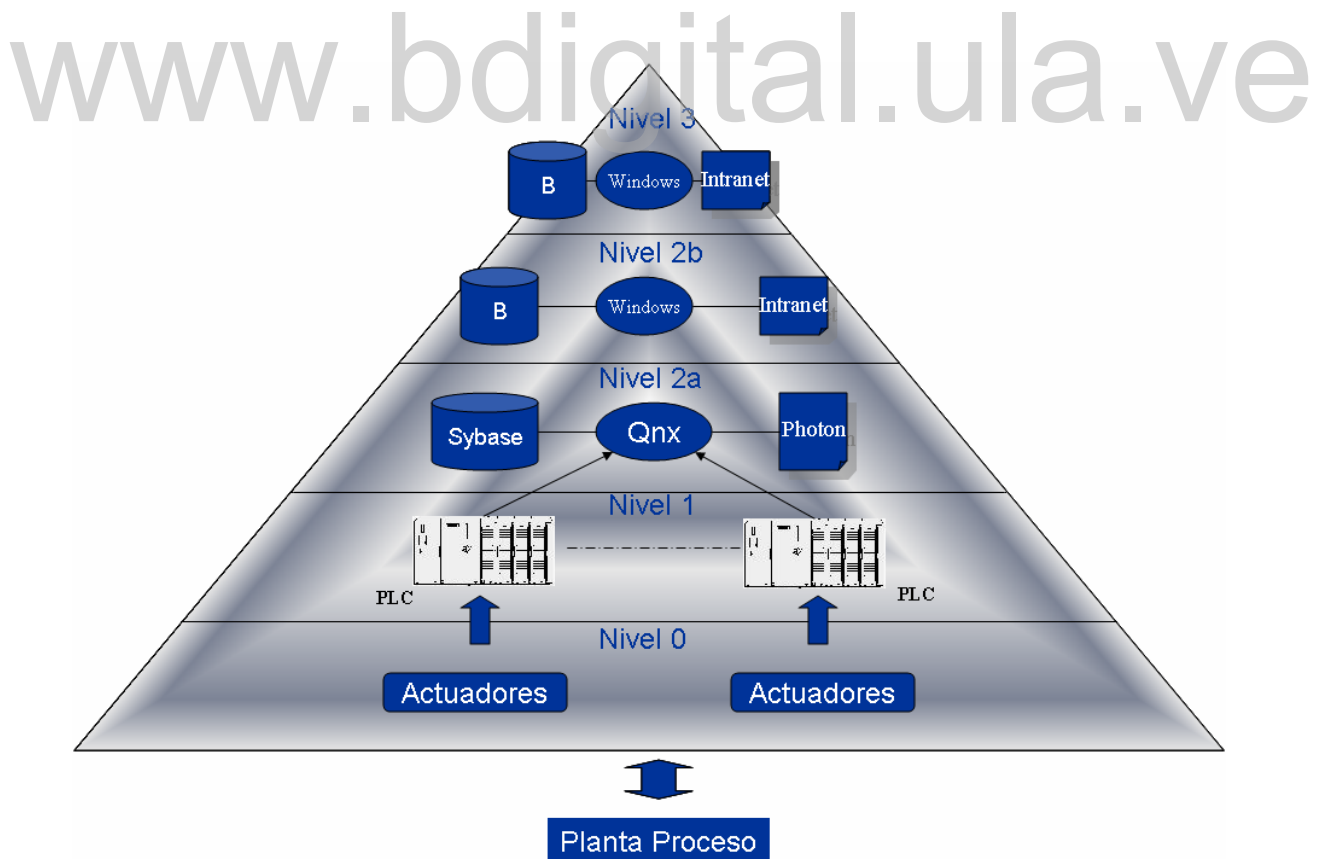 www.bdigital.ula.ve
Nivel 3
B
Windows
Intranet
Nivel 2b
B
Windows
Intranet
Nivel 2a
Sybase
Qnx
Photon
Nivel 1
PLC
PLC
Nivel 0
Actuadores
Actuadores
Planta Proceso